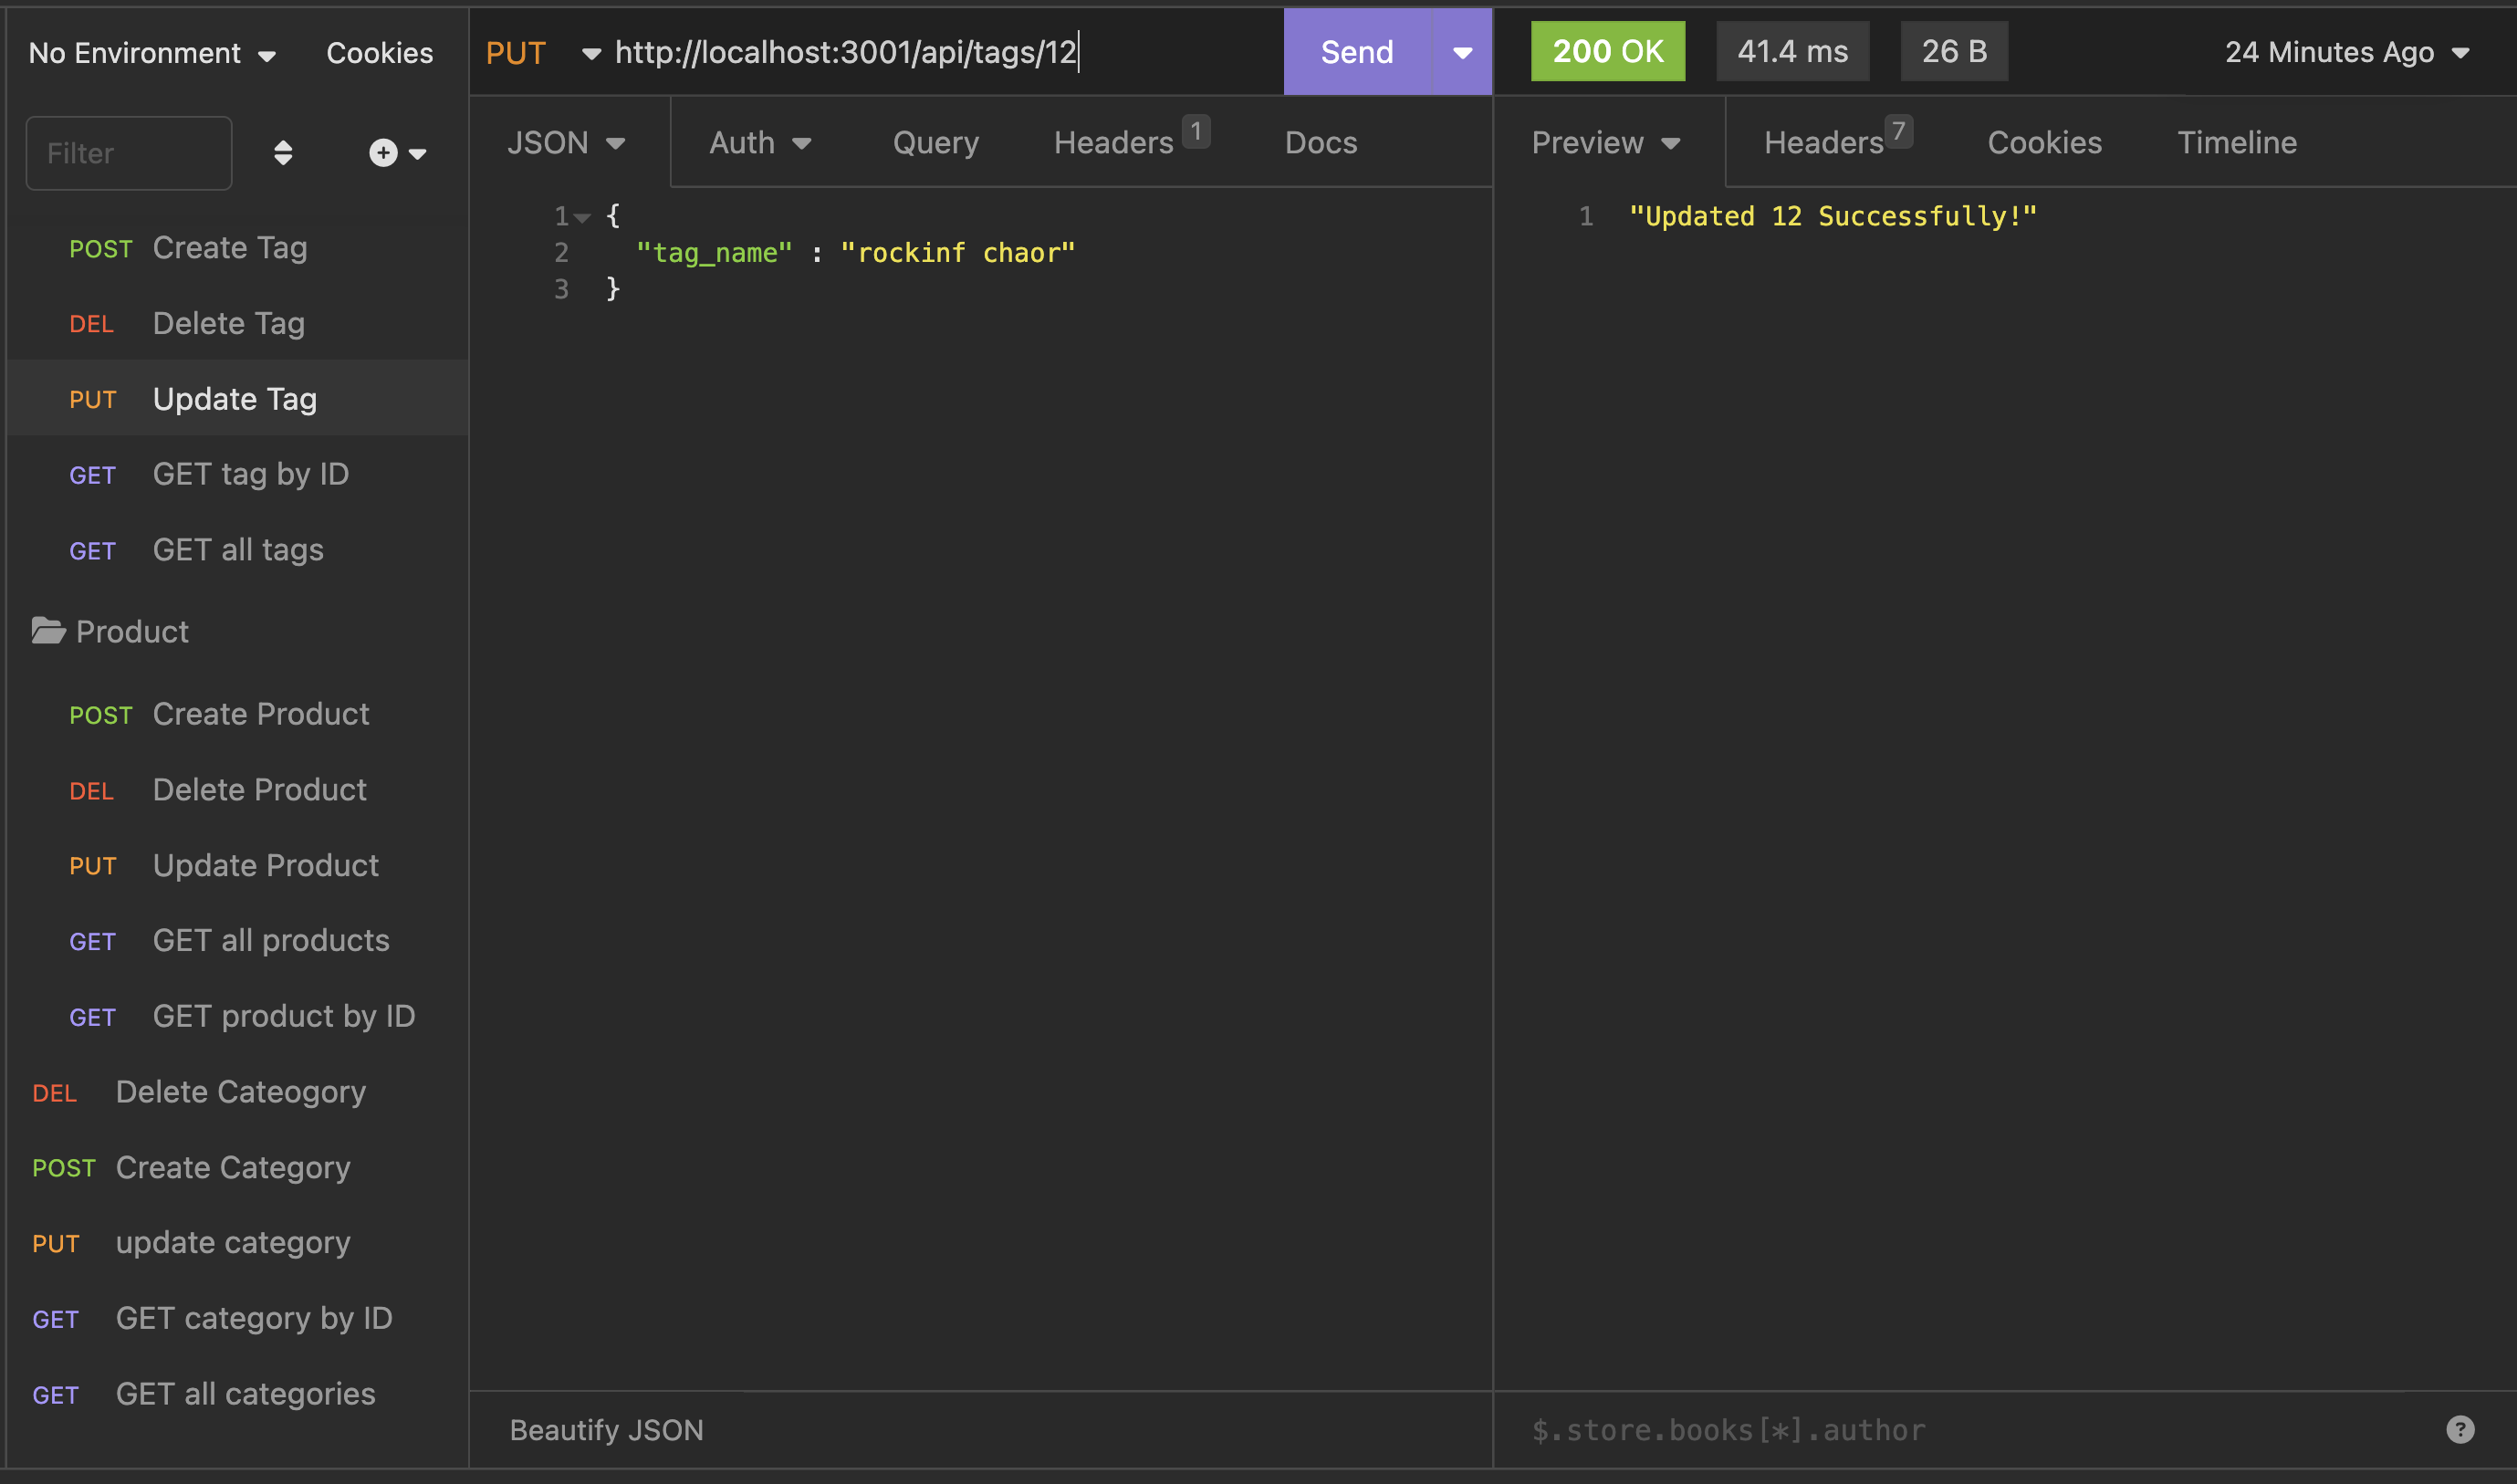 No Environment Cookies
Filter
POST Create Tag
DEL Delete Tag
PUT Update Tag
GET GET tag by ID
GET GET all tags
Product
POST Create Product
DEL Delete Product
PUT Update Product
GET GET all products
GET GET product by ID
DEL Delete Cateogory
POST Create Category
PUT update category
GET GET category by ID
GET GET all categories
PUT http://localhost:3001/api/tags/12 Send
JSON Auth Query Headers 1 Docs
1 {
2 "tag_name" : "rockinf chaor"
3 }
Beautify JSON
200 OK 41.4 ms 26 B 24 Minutes Ago
Preview Headers 7 Cookies Timeline
1 "Updated 12 Successfully!"
$.store.books[*].author ?